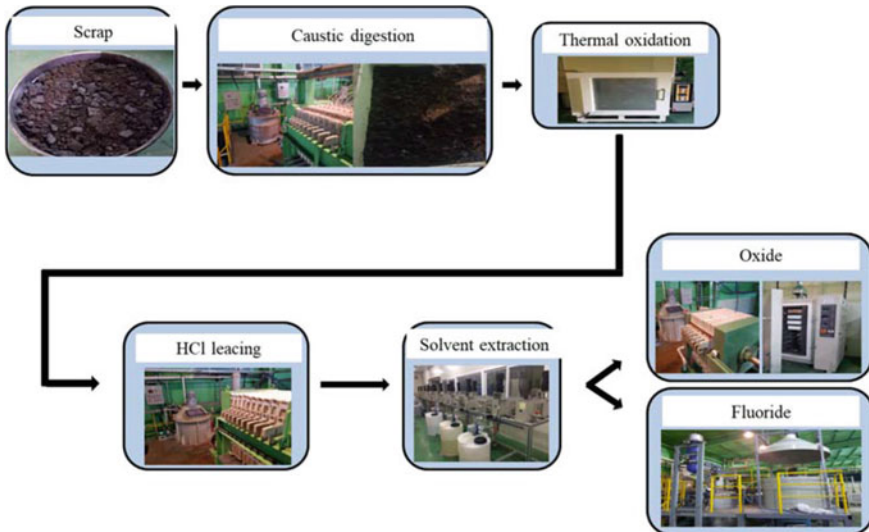 Scrap
Caustic digestion
Thermal oxidation
HCl leacing
Solvent extraction
Oxide
Fluoride